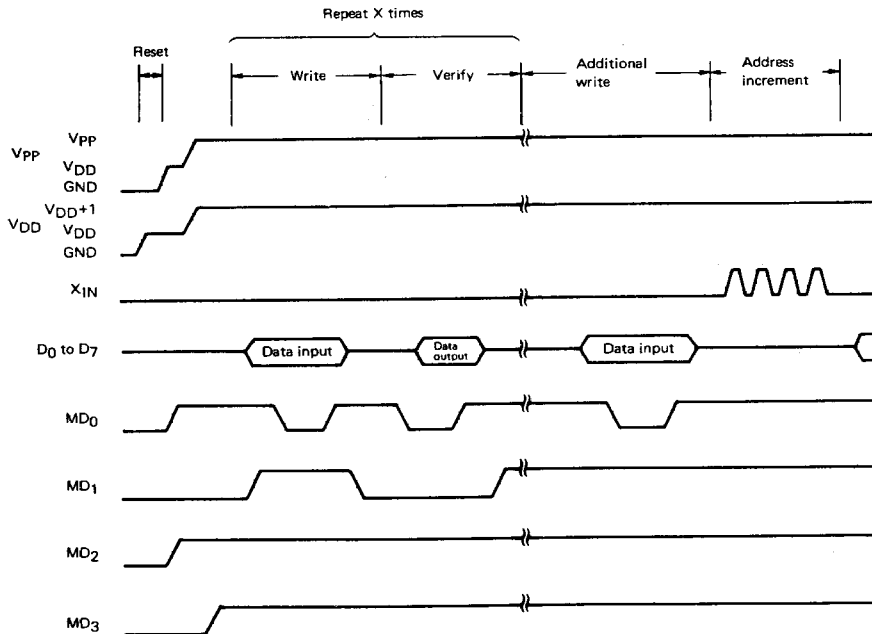 Repeat X times
Reset
Write
Verify
Additional
write
Address
increment
VPP
VPP
VDD
GND
VDD
VDD+1
VDD
GND
XIN
D0 to D7
Data input
Data
output
Data input
MD0
MD1
MD2
MD3